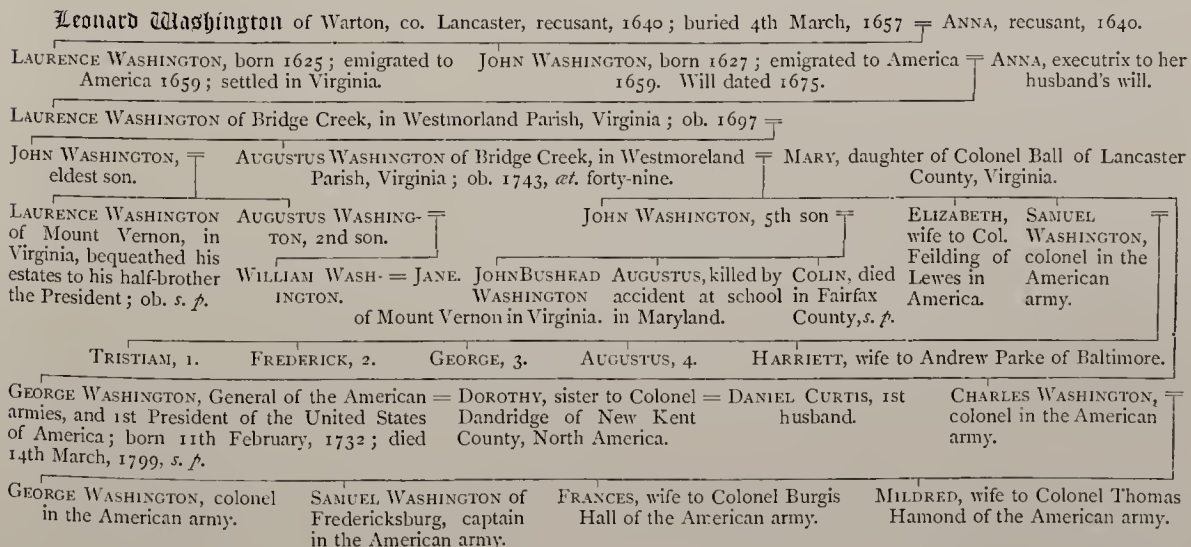 Leonard Washington of Warton, co. Lancaster, recusant, 1640; buried 4th March, 1657 = ANNA, recusant, 1640.
LAURENCE WASHINGTON, born 1625; emigrated to America 1659; settled in Virginia.
JOHN WASHINGTON, born 1627; emigrated to America 1659. Will dated 1675. = ANNA, executrix to her husband's will.
LAURENCE WASHINGTON of Bridge Creek, in Westmorland Parish, Virginia; ob. 1697 =
JOHN WASHINGTON, = eldest son.
AUGUSTUS WASHINGTON of Bridge Creek, in Westmoreland Parish, Virginia; ob. 1743, æt. forty-nine. = MARY, daughter of Colonel Ball of Lancaster County, Virginia.
LAURENCE WASHINGTON
of Mount Vernon, in
Virginia, bequeathed his
estates to his half-brother
the President; ob. s. p.
AUGUSTUS WASHING- =
TON, 2nd son.
WILLIAM WASH- = JANE.
INGTON.
JOHN WASHINGTON, 5th son =
JOHNBUSHEAD
WASHINGTON
of Mount Vernon in Virginia.
AUGUSTUS, killed by
accident at school
in Maryland.
COLIN, died
in Fairfax
County, s. p.
ELIZABETH,
wife to Col.
Feilding of
Lewes in
America.
SAMUEL =
WASHINGTON,
colonel in the
American
army.
TRISTIAM, 1. FREDERICK, 2. GEORGE, 3. AUGUSTUS, 4. HARRIETT, wife to Andrew Parke of Baltimore.
GEORGE WASHINGTON, General of the American =
armies, and 1st President of the United States
of America; born 11th February, 1732; died
14th March, 1799, s. p.
DOROTHY, sister to Colonel =
Dandridge of New Kent
County, North America.
DANIEL CURTIS, 1st
husband.
CHARLES WASHINGTON, =
colonel in the American
army.
GEORGE WASHINGTON, colonel
in the American army.
SAMUEL WASHINGTON of
Fredericksburg, captain
in the American army.
FRANCES, wife to Colonel Burgis
Hall of the American army.
MILDRED, wife to Colonel Thomas
Hamond of the American army.